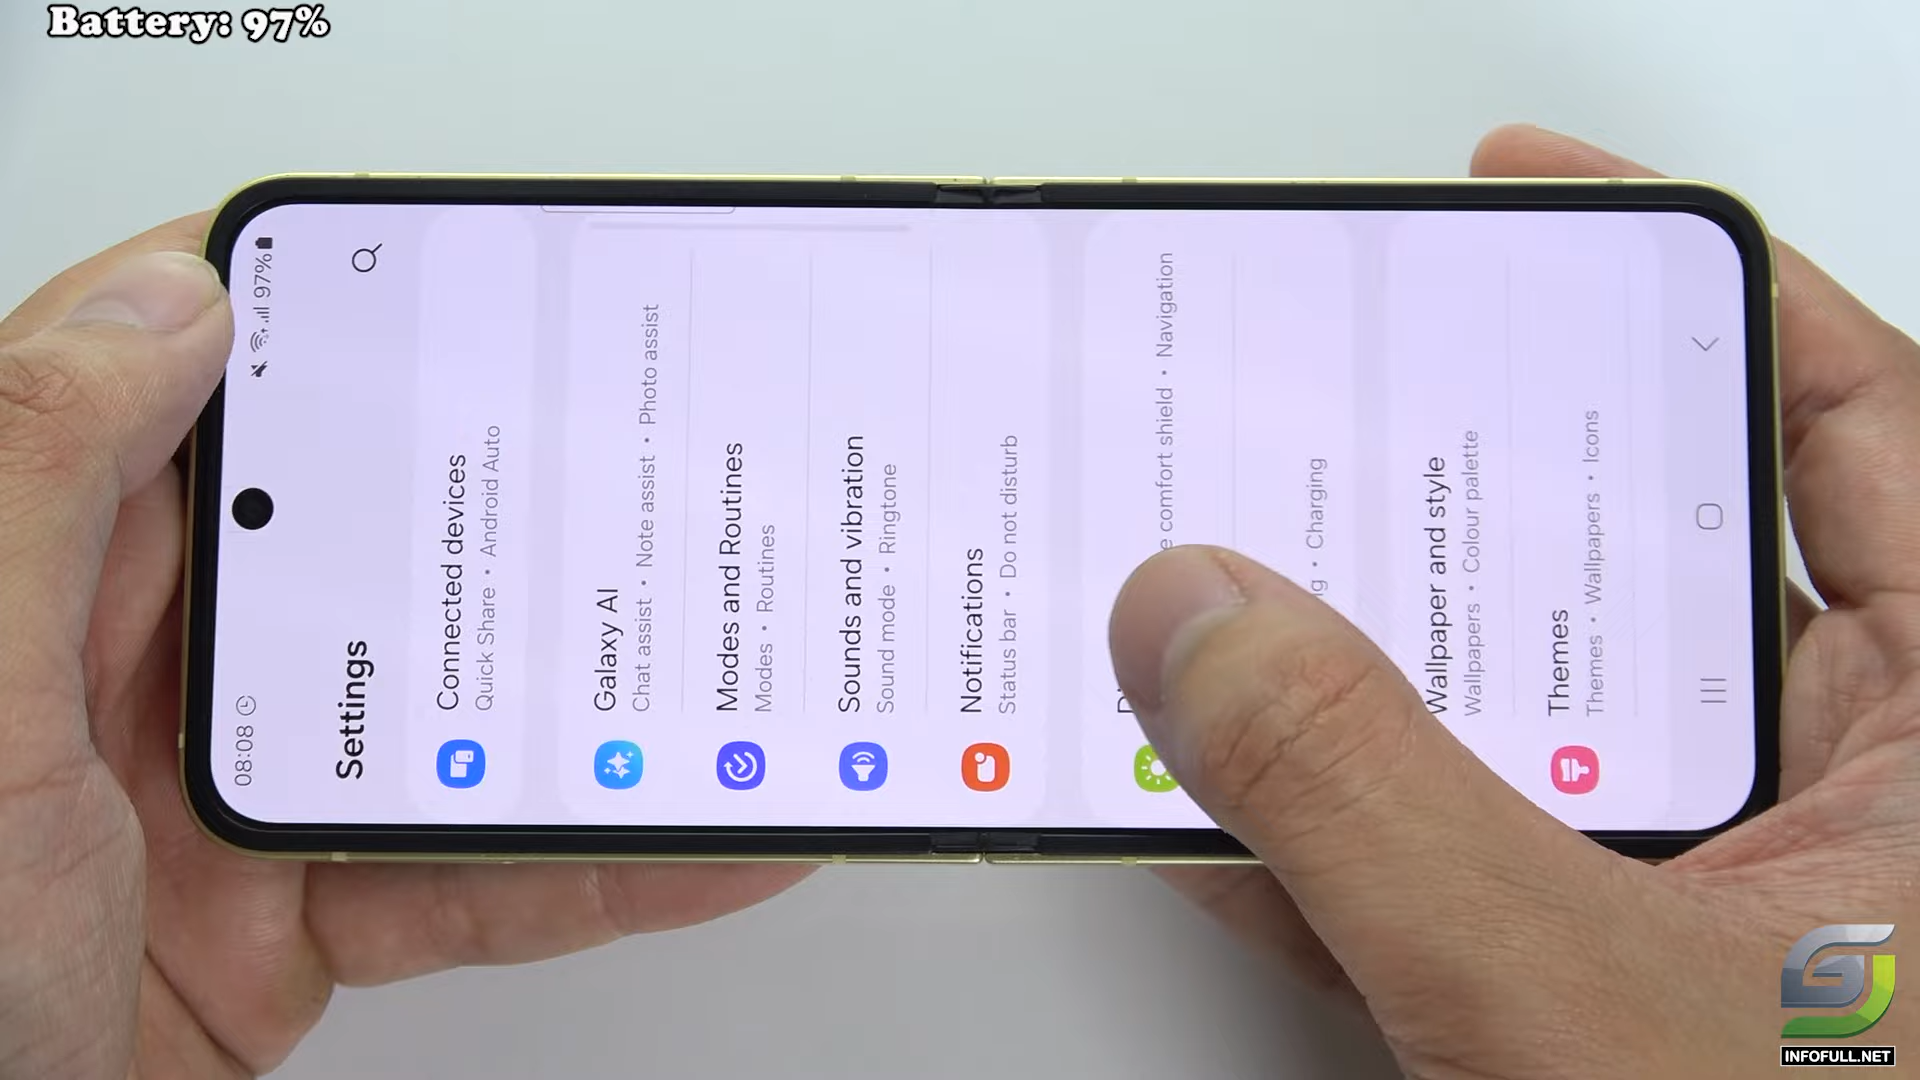 Battery: 97%
08:08
97%
Settings
Connected devices
Quick Share • Android Auto
Galaxy AI
Chat assist • Note assist • Photo assist
Modes and Routines
Modes • Routines
Sounds and vibration
Sound mode • Ringtone
Notifications
Status bar • Do not disturb
comfort shield • Navigation
• Charging
Wallpaper and style
Wallpapers • Colour palette
Themes
Themes • Wallpapers • Icons
INFOFULL.NET